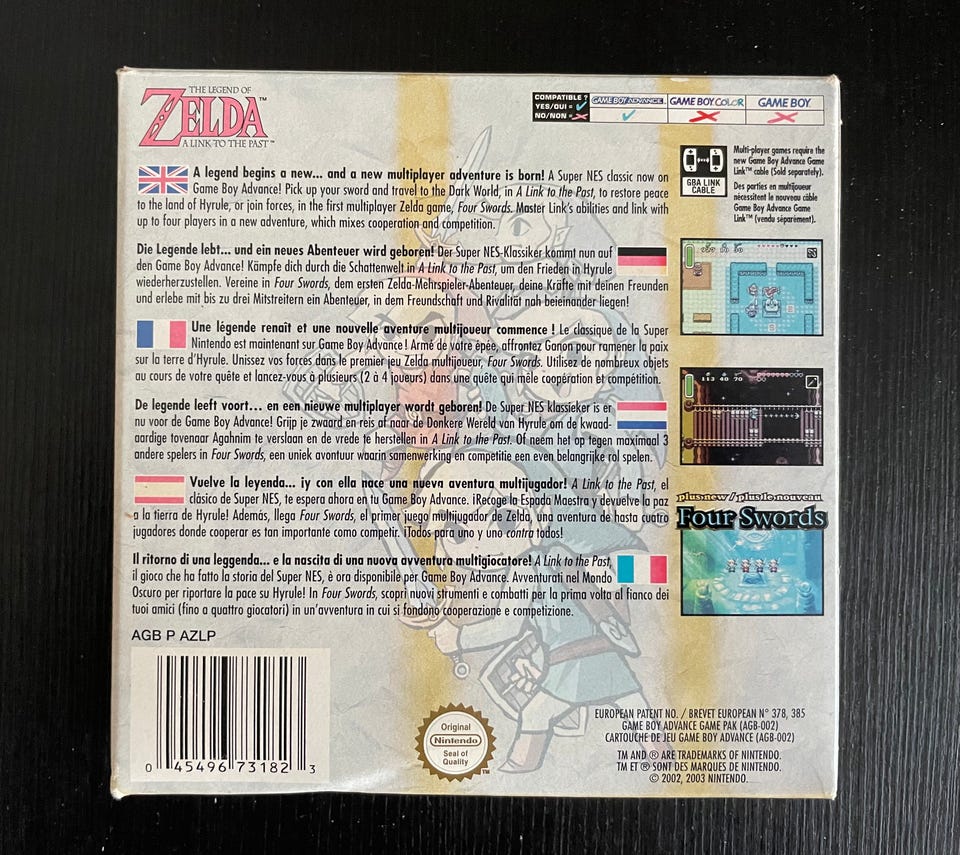 THE LEGEND OF
ZELDA™
A LINK TO THE PAST™
COMPATIBLE ?
YES/OUI =
NO/NON =
GAME BOY ADVANCE
GAME BOY COLOR
GAME BOY
GBA LINK
CABLE
Multi-player games require the
new Game Boy Advance Game
Link™ cable (Sold separately).
Des parties en multijoueur
nécessitent le nouveau câble
Game Boy Advance Game
Link™ (vendu séparément).
A legend begins a new... and a new multiplayer adventure is born! A Super NES classic now on
Game Boy Advance! Pick up your sword and travel to the Dark World, in A Link to the Past, to restore peace
to the land of Hyrule, or join forces, in the first multiplayer Zelda game, Four Swords. Master Link's abilities and link with
up to four players in a new adventure, which mixes cooperation and competition.
Die Legende lebt... und ein neues Abenteuer wird geboren! Der Super NES-Klassiker kommt nun auf
den Game Boy Advance! Kämpfe dich durch die Schattenwelt in A Link to the Past, um den Frieden in Hyrule
wiederherzustellen. Vereine in Four Swords, dem ersten Zelda-Mehrspieler-Abenteuer, deine Kräfte mit deinen Freunden
und erlebe mit bis zu drei Mitstreitern ein Abenteuer, in dem Freundschaft und Rivalität nah beieinander liegen!
Une légende renaît et une nouvelle aventure multijoueur commence ! Le classique de la Super
Nintendo est maintenant sur Game Boy Advance ! Armé de votre épée, affrontez Ganon pour ramener la paix
sur la terre d'Hyrule. Unissez vos forces dans le premier jeu Zelda multijoueur, Four Swords. Utilisez de nombreux objets
au cours de votre quête et lancez-vous à plusieurs (2 à 4 joueurs) dans une quête qui mêle coopération et compétition.
De legende leeft voort... en een nieuwe multiplayer wordt geboren! De Super NES klassieker is er
nu voor de Game Boy Advance! Grijp je zwaard en reis af naar de Donkere Wereld van Hyrule om de kwaad-
aardige tovenaar Agahnim te verslaan en de vrede te herstellen in A Link to the Past. Of neem het op tegen maximaal 3
andere spelers in Four Swords, een uniek avontuur waarin samenwerking en competitie een even belangrijke rol spelen.
113 40 70
Vuelve la leyenda... ¡y con ella nace una nueva aventura multijugador! A Link to the Past, el
clásico de Super NES, te espera ahora en tu Game Boy Advance. ¡Recoge la Espada Maestra y devuelve la paz
a la tierra de Hyrule! Además, llega Four Swords, el primer juego multijugador de Zelda, una aventura de hasta cuatro
jugadores donde cooperar es tan importante como competir. ¡Todos para uno y uno contra todos!
plus new / plus le nouveau
Four Swords
Il ritorno di una leggenda... e la nascita di una nuova avventura multigiocatore! A Link to the Past,
il gioco che ha fatto la storia del Super NES, è ora disponibile per Game Boy Advance. Avventurati nel Mondo
Oscuro per riportare la pace su Hyrule! In Four Swords, scopri nuovi strumenti e combatti per la prima volta al fianco dei
tuoi amici (fino a quattro giocatori) in un'avventura in cui si fondono cooperazione e competizione.
AGB P AZLP
0 45496 73182 3
Original
Nintendo
Seal of
Quality
™
EUROPEAN PATENT NO. / BREVET EUROPEEN N° 378, 385
GAME BOY ADVANCE GAME PAK (AGB-002)
CARTOUCHE DE JEU GAME BOY ADVANCE (AGB-002)
TM AND ® ARE TRADEMARKS OF NINTENDO.
TM ET ® SONT DES MARQUES DE NINTENDO.
© 2002, 2003 NINTENDO.